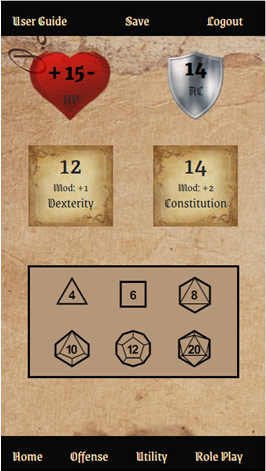 User Guide Save Logout
+ 15 - 14
HP AC
12 14
Mod: +1 Mod: +2
Dexterity Constitution
4 6 8
10 12 20
Home Offense Utility Role Play